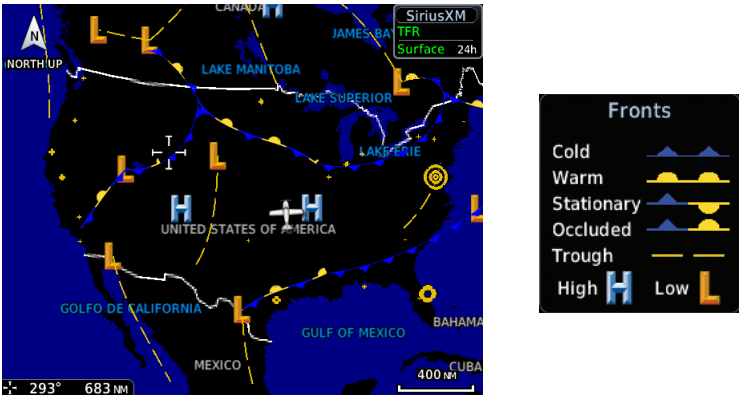 CANADA
SiriusXM
TFR
Surface 24h
JAMES BAY
N
NORTH UP
LAKE MANITOBA
LAKE SUPERIOR
LAKE ERIE
UNITED STATES OF AMERICA
GOLFO DE CALIFORNIA
GULF OF MEXICO
BAHAMA
MEXICO
CUBA
400 NM
293° 683 NM
L
L
H
L
L
L
H
H
L
L
L
Fronts
Cold
Warm
Stationary
Occluded
Trough
High H Low L